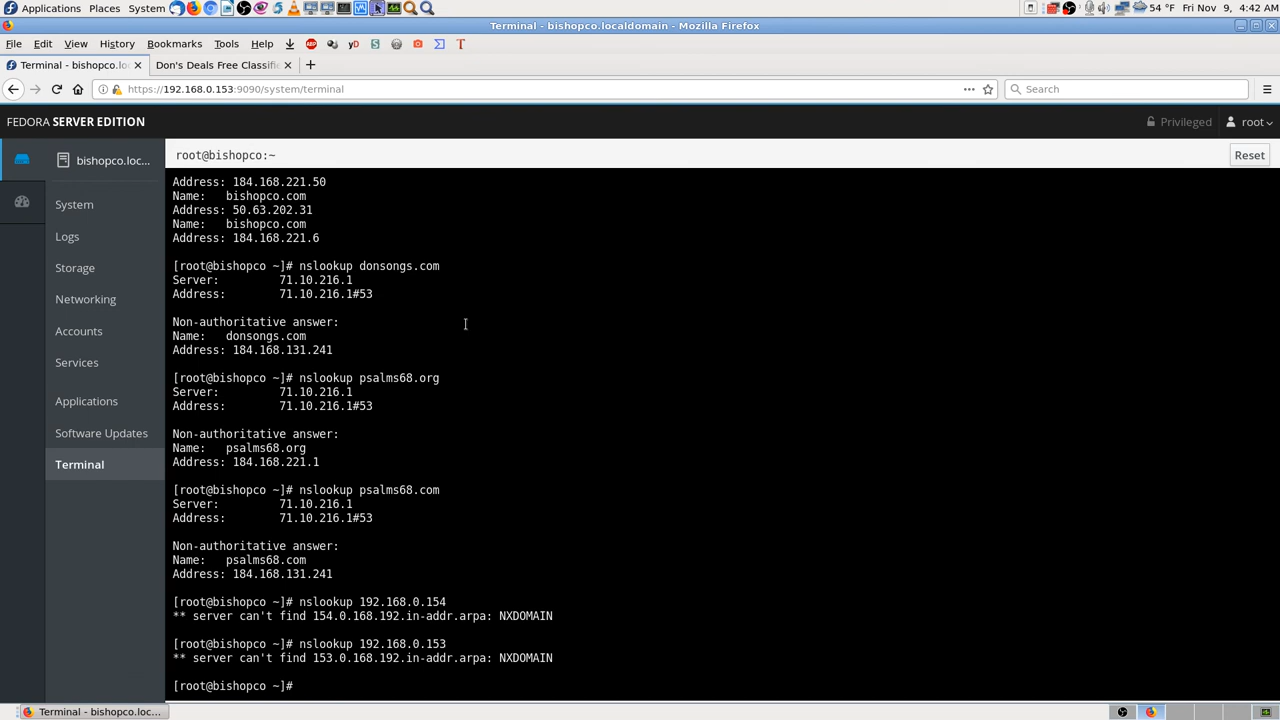 Applications Places System 54 °F Fri Nov 9, 4:42 AM
Terminal - bishopco.localdomain - Mozilla Firefox
File Edit View History Bookmarks Tools Help ABP yD S Σ T
Terminal - bishopco.lo × Don's Deals Free Classifi × +
https://192.168.0.153:9090/system/terminal ••• Search
FEDORA SERVER EDITION Privileged root
bishopco.loc... root@bishopco:~ Reset
System
Logs
Storage
Networking
Accounts
Services
Applications
Software Updates
Terminal
Address: 184.168.221.50
Name: bishopco.com
Address: 50.63.202.31
Name: bishopco.com
Address: 184.168.221.6
[root@bishopco ~]# nslookup donsongs.com
Server: 71.10.216.1
Address: 71.10.216.1#53
Non-authoritative answer:
Name: donsongs.com
Address: 184.168.131.241
[root@bishopco ~]# nslookup psalms68.org
Server: 71.10.216.1
Address: 71.10.216.1#53
Non-authoritative answer:
Name: psalms68.org
Address: 184.168.221.1
[root@bishopco ~]# nslookup psalms68.com
Server: 71.10.216.1
Address: 71.10.216.1#53
Non-authoritative answer:
Name: psalms68.com
Address: 184.168.131.241
[root@bishopco ~]# nslookup 192.168.0.154
** server can't find 154.0.168.192.in-addr.arpa: NXDOMAIN
[root@bishopco ~]# nslookup 192.168.0.153
** server can't find 153.0.168.192.in-addr.arpa: NXDOMAIN
[root@bishopco ~]#
Terminal - bishopco.loc...